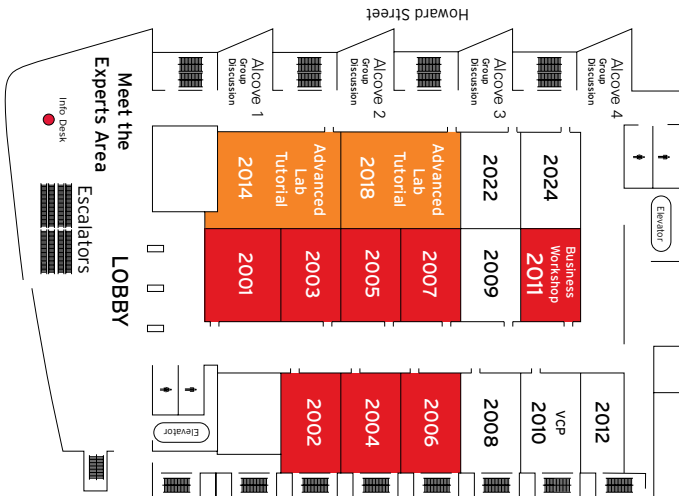 Howard Street
Alcove 1
Group
Discussion
Alcove 2
Group
Discussion
Alcove 3
Group
Discussion
Alcove 4
Group
Discussion
Meet the
Experts Area
Info Desk
Escalators
LOBBY
Elevator
Advanced
Lab
Tutorial
2014
Advanced
Lab
Tutorial
2018
2022
2024
2001
2003
2005
2007
2009
Business
Workshop
2011
Elevator
2002
2004
2006
2008
VCP
2010
2012